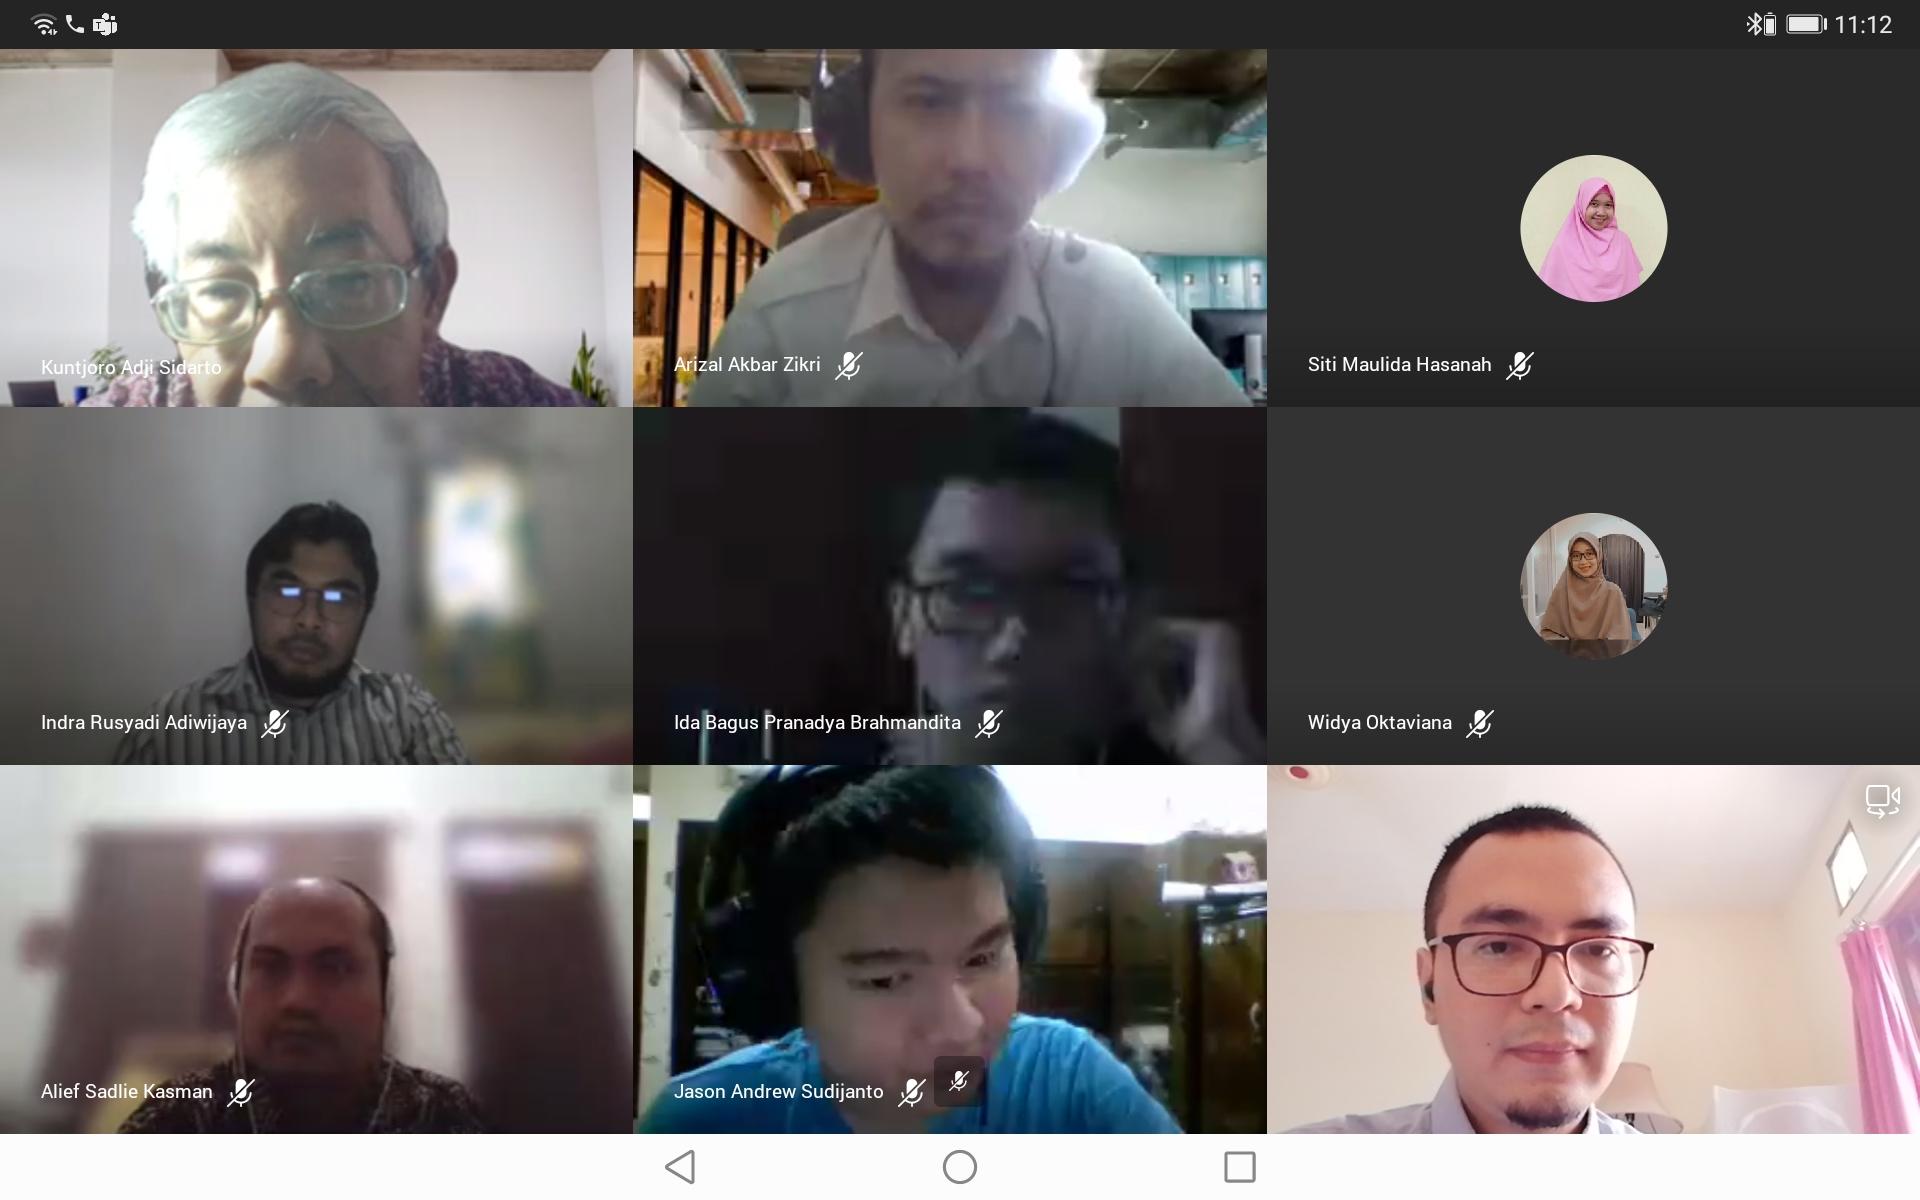 11:12
Kuntjoro Adji Sidarto
Arizal Akbar Zikri
Siti Maulida Hasanah
Indra Rusyadi Adiwijaya
Ida Bagus Pranadya Brahmandita
Widya Oktaviana
Alief Sadlie Kasman
Jason Andrew Sudijanto